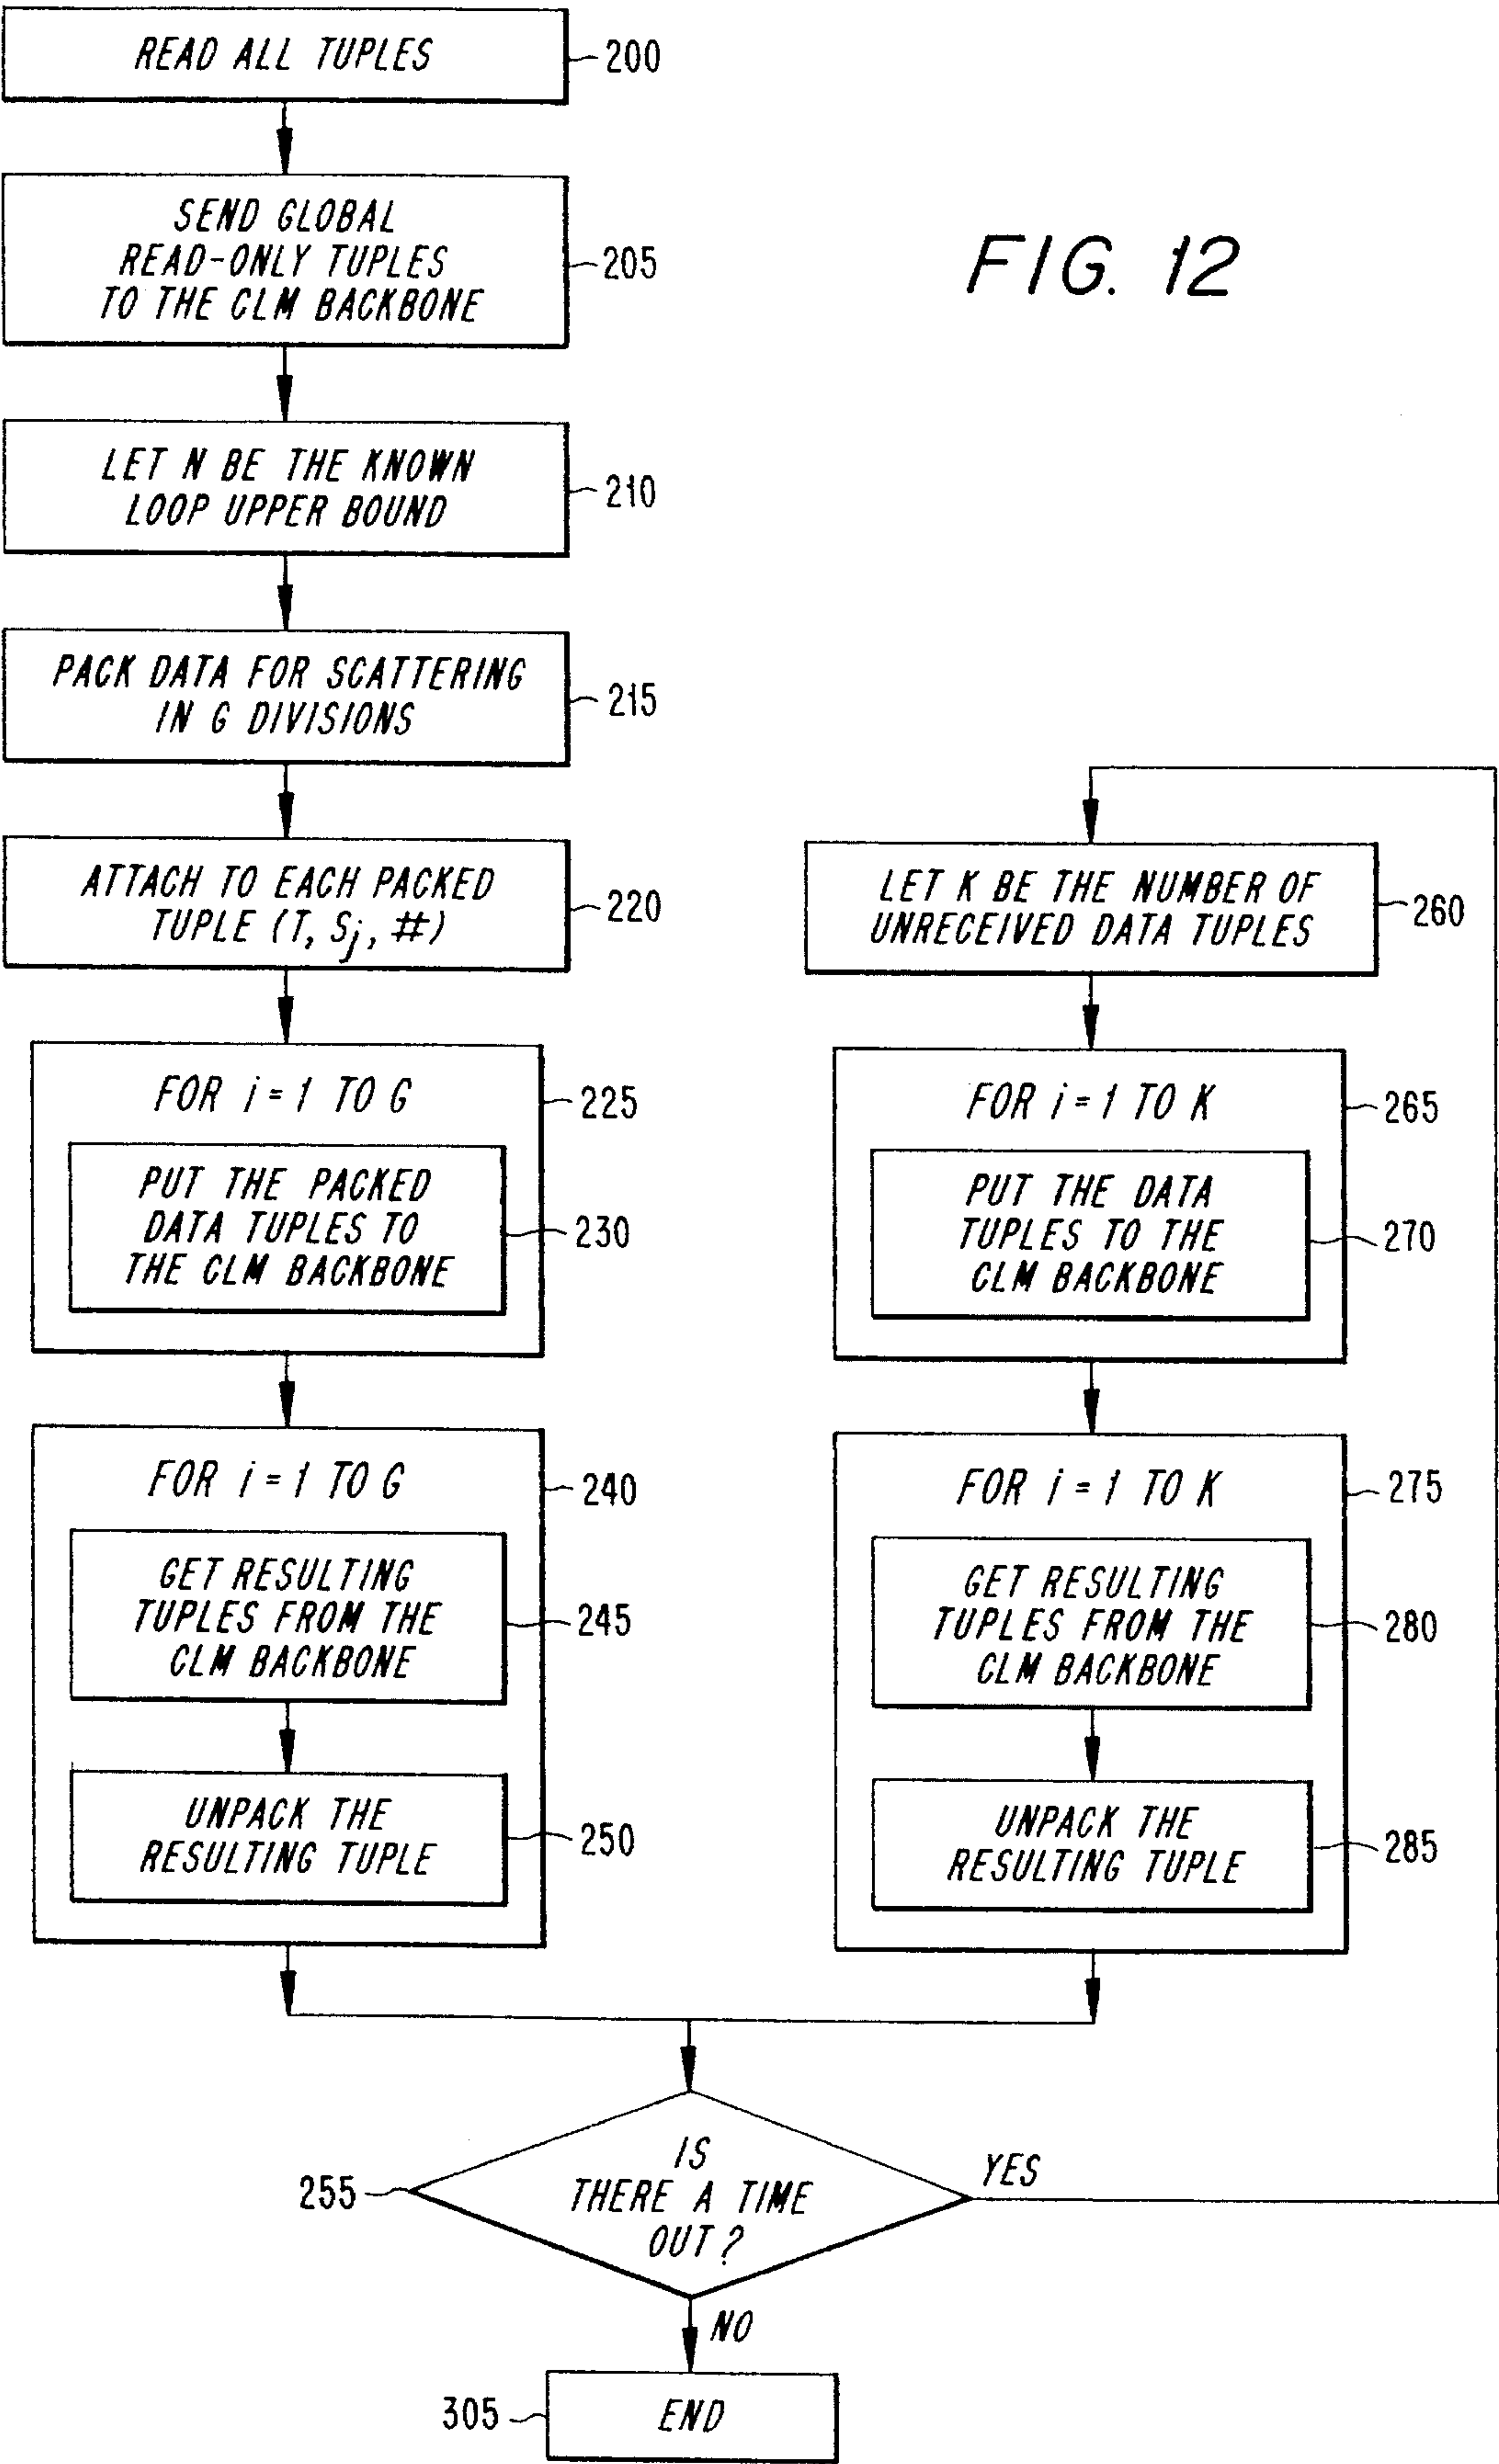 READ ALL TUPLES
200
SEND GLOBAL
READ-ONLY TUPLES
TO THE CLM BACKBONE
205
FIG. 12
LET N BE THE KNOWN
LOOP UPPER BOUND
210
PACK DATA FOR SCATTERING
IN G DIVISIONS
215
ATTACH TO EACH PACKED
TUPLE (T, Sj, #)
220
FOR i = 1 TO G
225
PUT THE PACKED
DATA TUPLES TO
THE CLM BACKBONE
230
FOR i = 1 TO G
240
GET RESULTING
TUPLES FROM THE
CLM BACKBONE
245
UNPACK THE
RESULTING TUPLE
250
LET K BE THE NUMBER OF
UNRECEIVED DATA TUPLES
260
FOR i = 1 TO K
265
PUT THE DATA
TUPLES TO THE
CLM BACKBONE
270
FOR i = 1 TO K
275
GET RESULTING
TUPLES FROM THE
CLM BACKBONE
280
UNPACK THE
RESULTING TUPLE
285
255
IS
THERE A TIME
OUT?
YES
NO
305
END